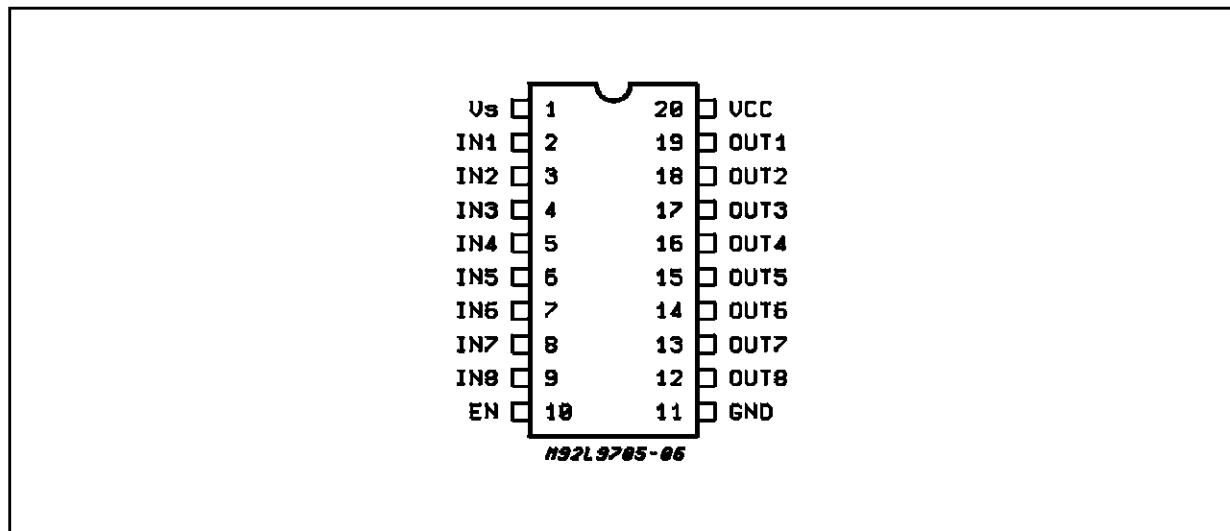 Vs 1 20 VCC
IN1 2 19 OUT1
IN2 3 18 OUT2
IN3 4 17 OUT3
IN4 5 16 OUT4
IN5 6 15 OUT5
IN6 7 14 OUT6
IN7 8 13 OUT7
IN8 9 12 OUT8
EN 10 11 GND
M92L9705-06